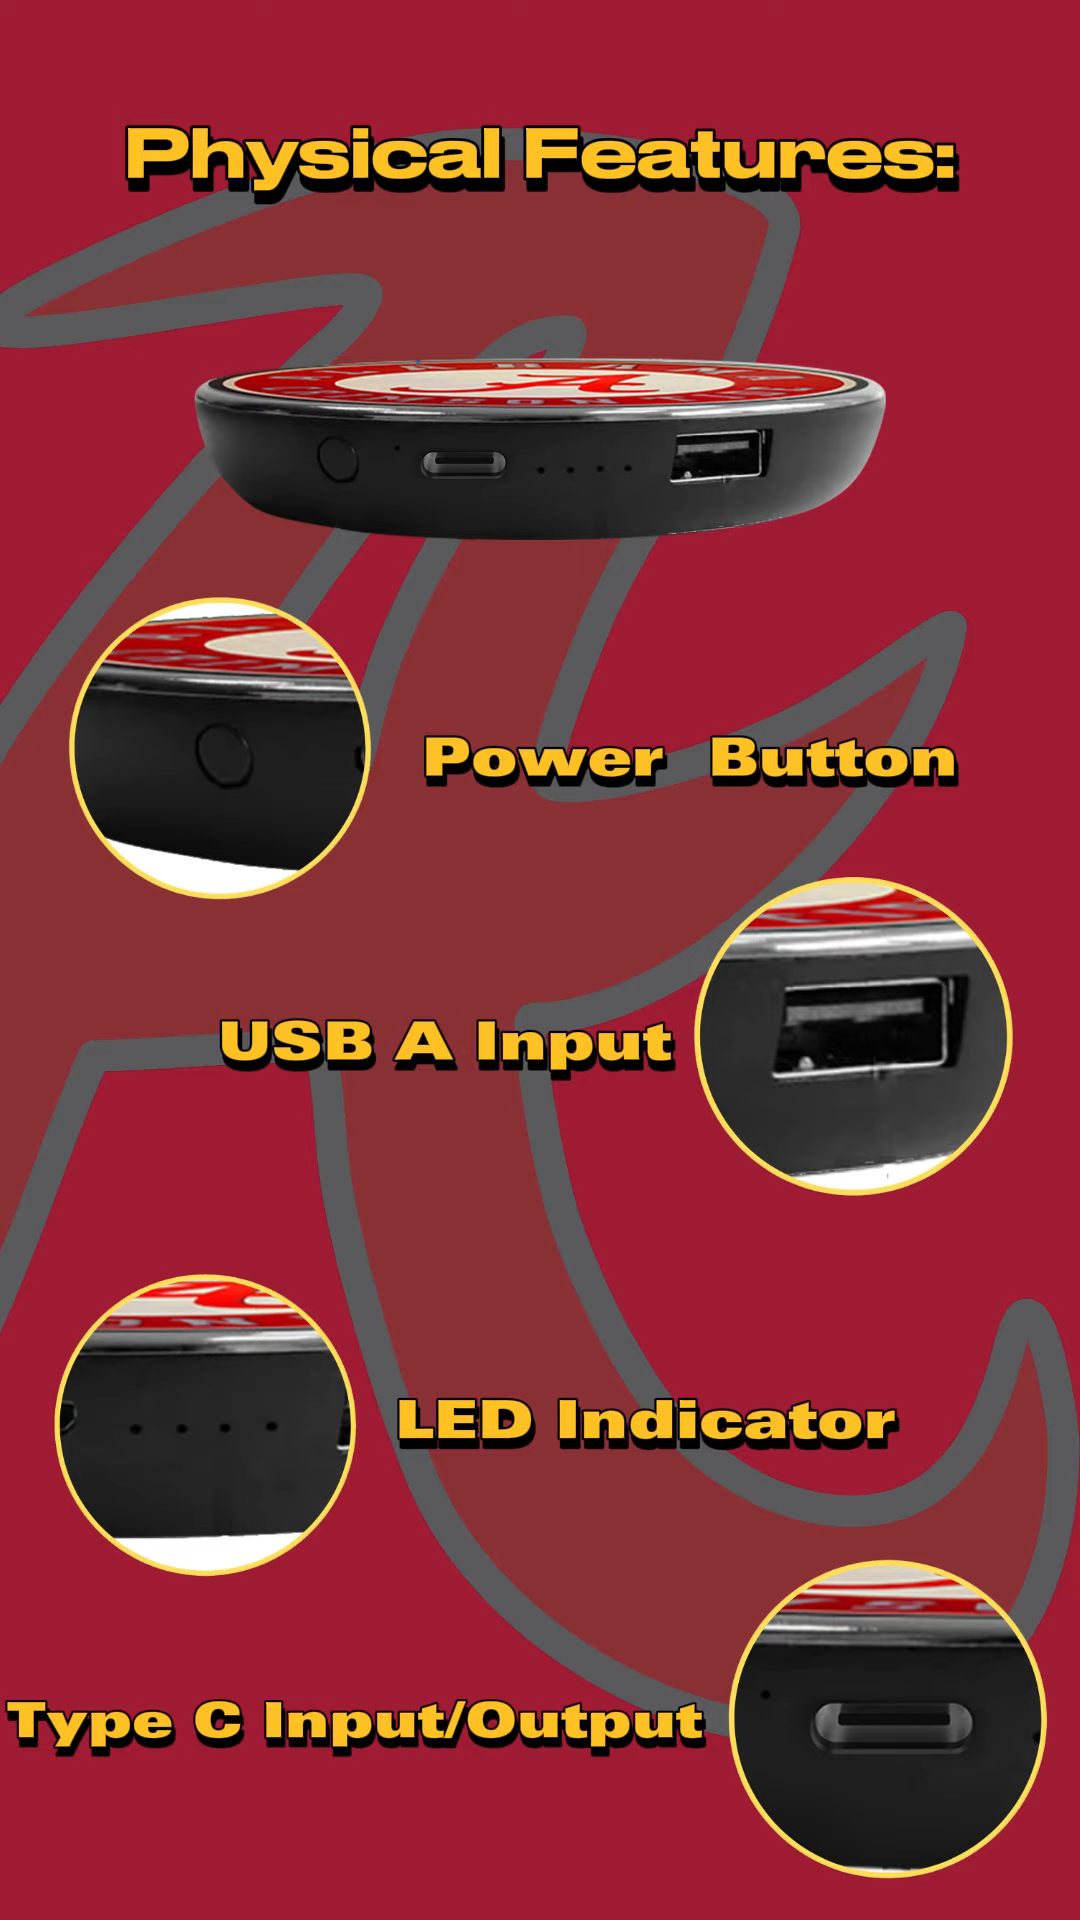 Physical Features:
A
Power Button
USB A Input
LED Indicator
Type C Input/Output